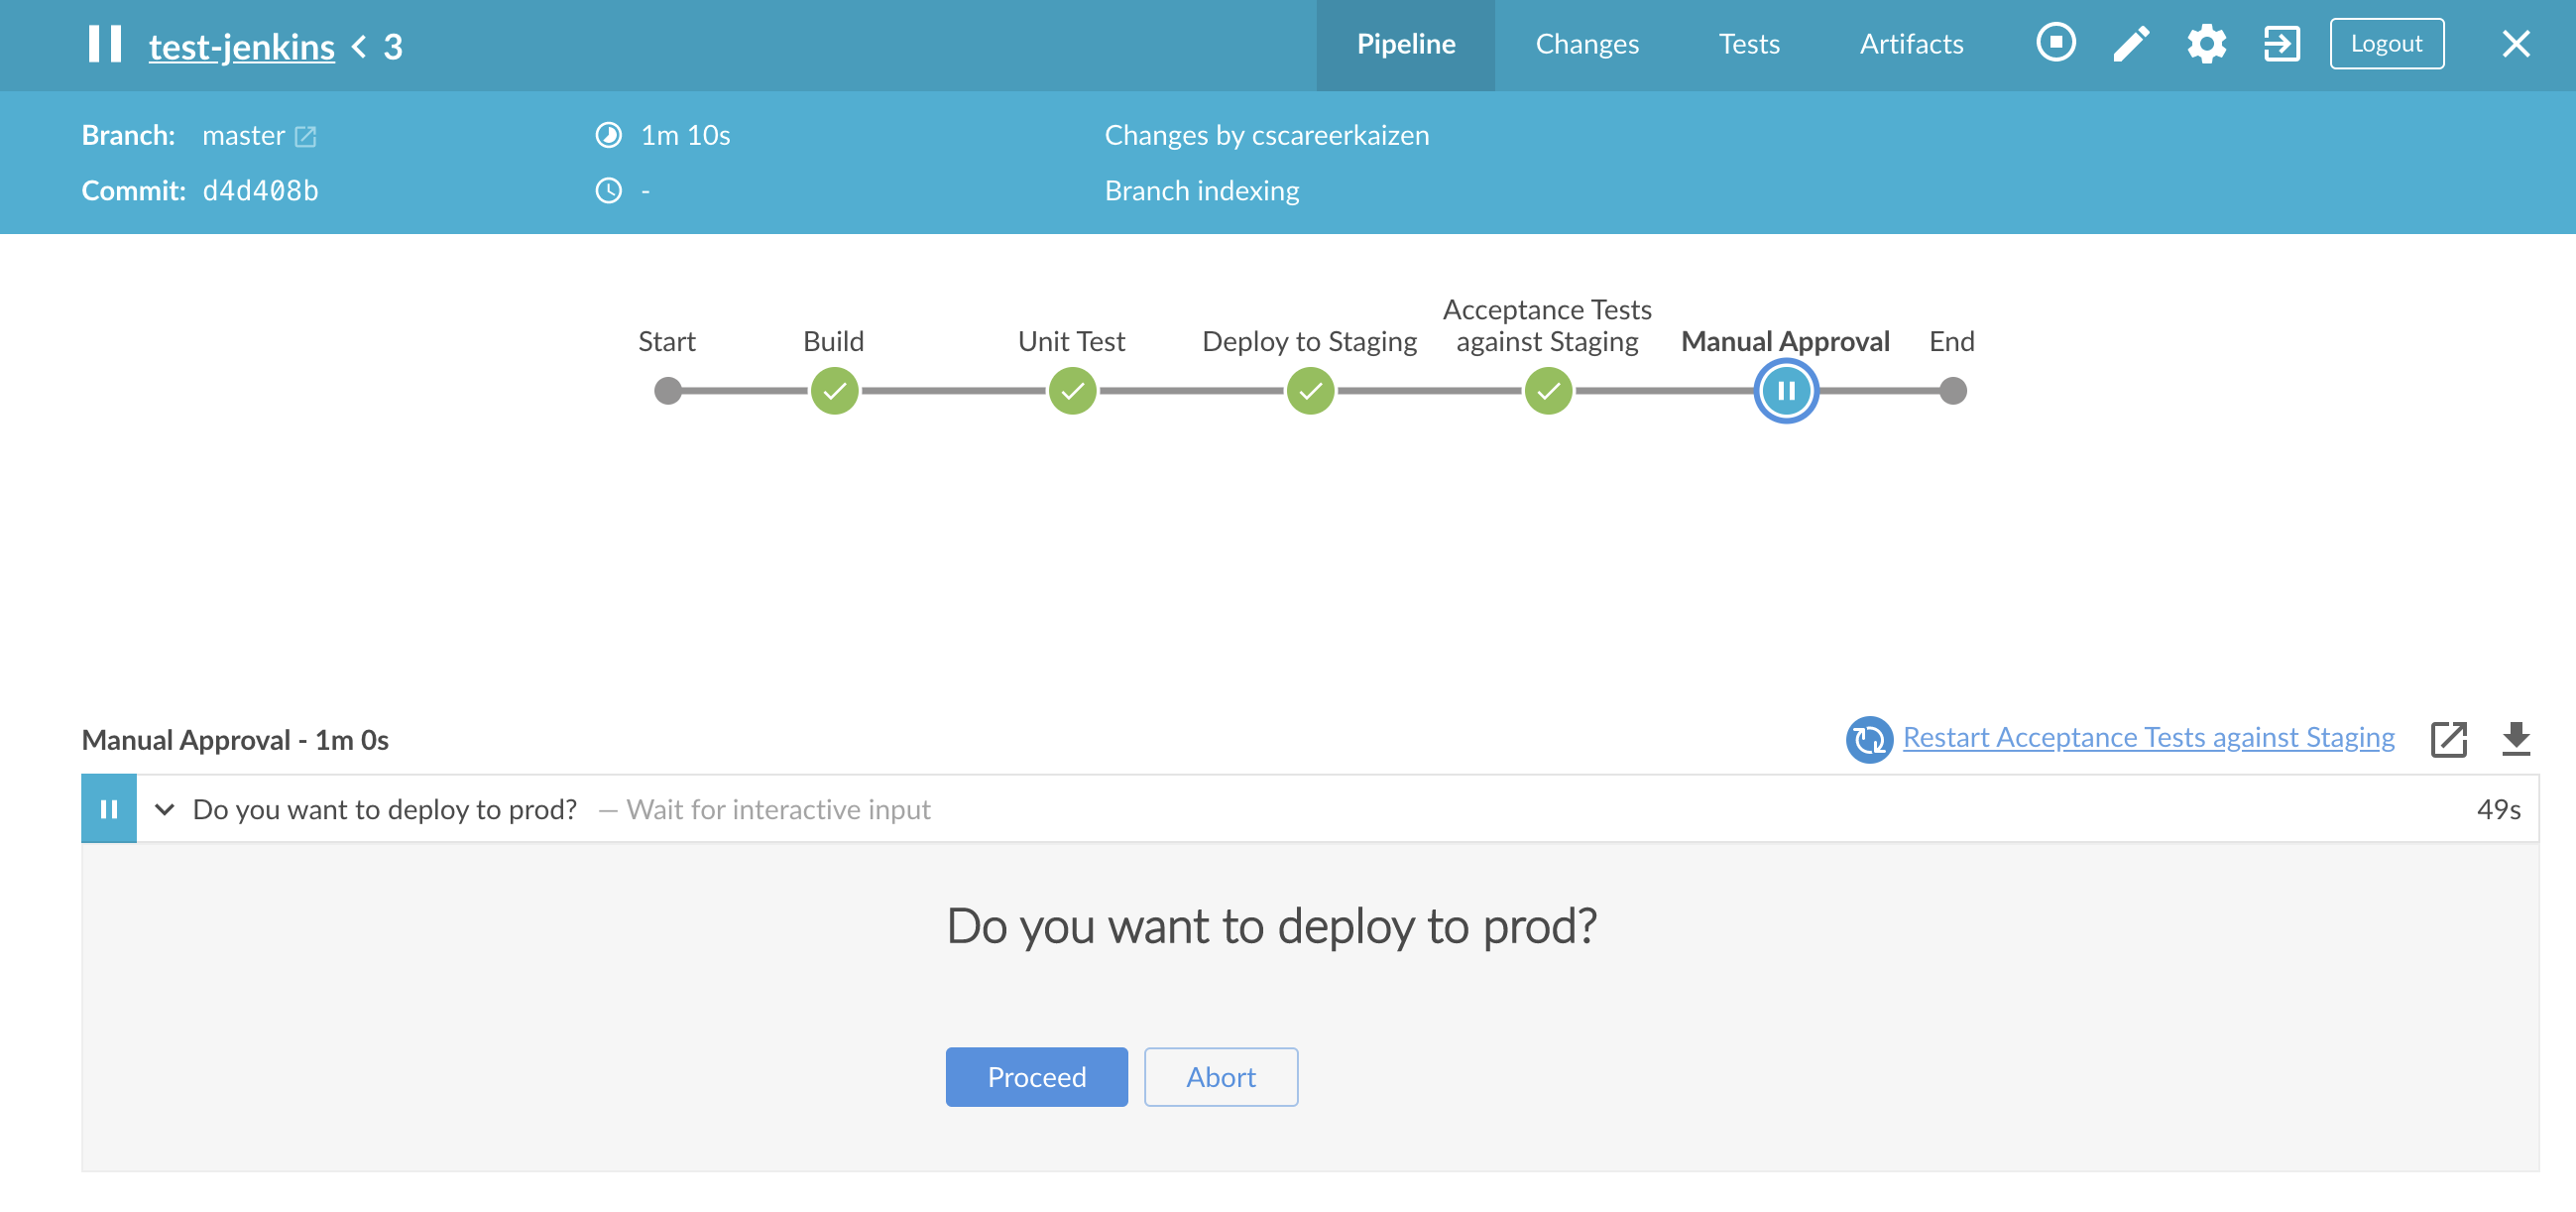 test-jenkins < 3
Pipeline Changes Tests Artifacts Logout
Branch: master 1m 10s Changes by cscareerkaizen
Commit: d4d408b - Branch indexing
Start Build Unit Test Deploy to Staging Acceptance Tests
against Staging Manual Approval End
Manual Approval - 1m 0s Restart Acceptance Tests against Staging
Do you want to deploy to prod? — Wait for interactive input 49s
Do you want to deploy to prod?
Proceed Abort